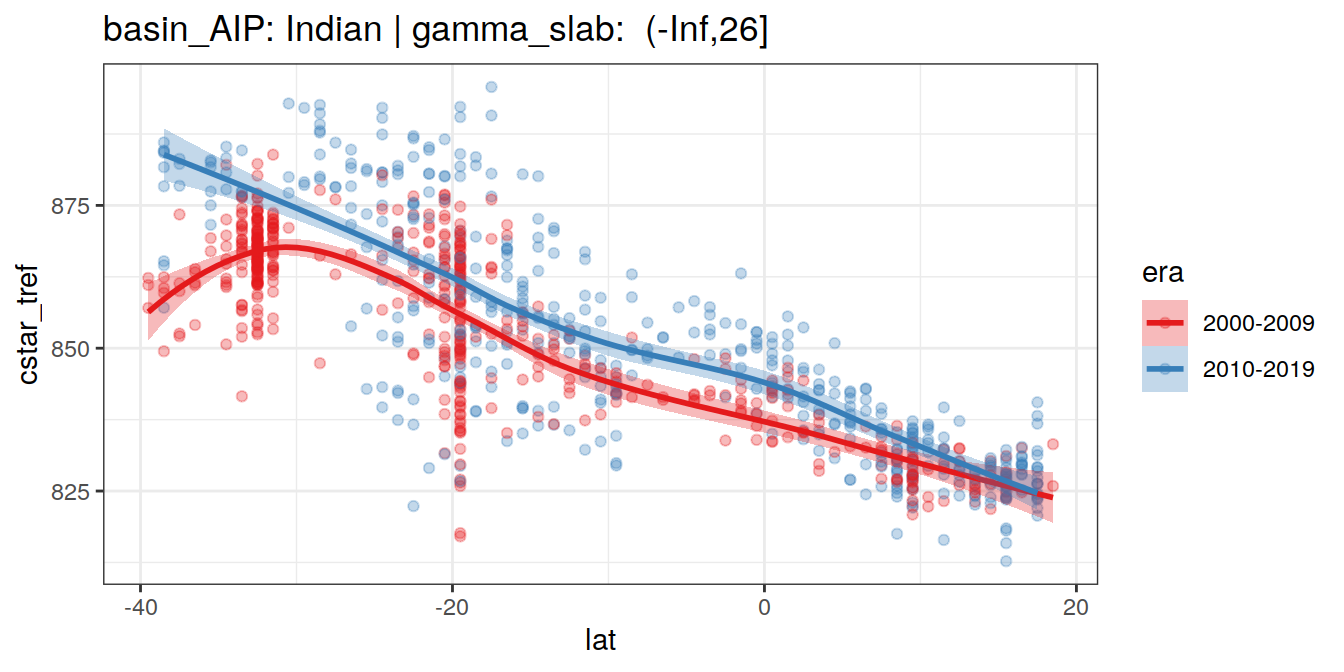 basin_AIP: Indian | gamma_slab:  (-Inf,26]
cstar_tref
875
850
825
-40
-20
0
20
lat
era
2000-2009
2010-2019